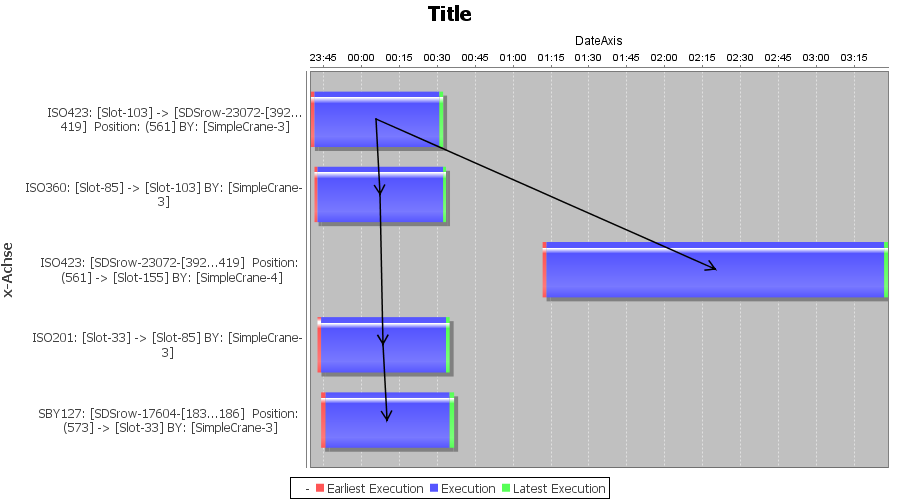 Title
DateAxis
23:45 00:00 00:15 00:30 00:45 01:00 01:15 01:30 01:45 02:00 02:15 02:30 02:45 03:00 03:15
x-Achse
ISO423: [Slot-103] -> [SDSrow-23072-[392...
419]  Position: (561] BY: [SimpleCrane-3]
ISO360: [Slot-85] -> [Slot-103] BY: [SimpleCrane-
3]
ISO423: [SDSrow-23072-[392...419]  Position:
(561] -> [Slot-155] BY: [SimpleCrane-4]
ISO201: [Slot-33] -> [Slot-85] BY: [SimpleCrane-
3]
SBY127: [SDSrow-17604-[183...186]  Position:
(573] -> [Slot-33] BY: [SimpleCrane-3]
- Earliest Execution Execution Latest Execution